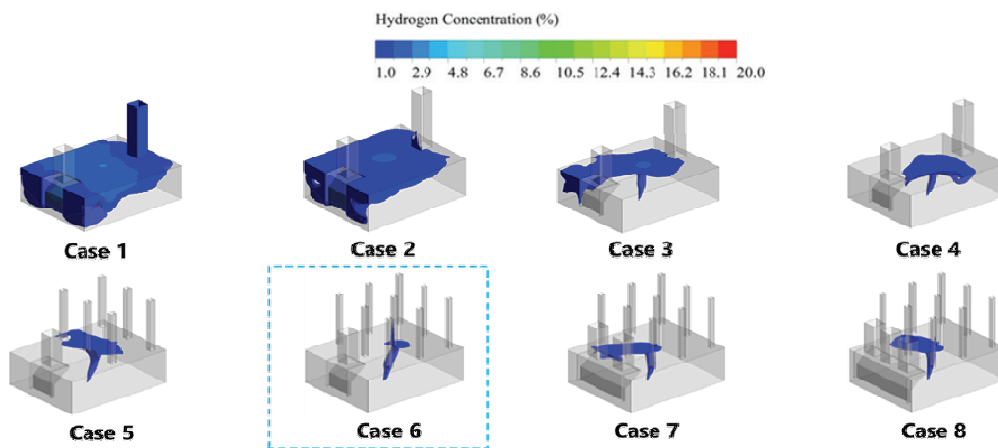 Hydrogen Concentration (%)
1.0 2.9 4.8 6.7 8.6 10.5 12.4 14.3 16.2 18.1 20.0
Case 1 Case 2 Case 3 Case 4
Case 5 Case 6 Case 7 Case 8